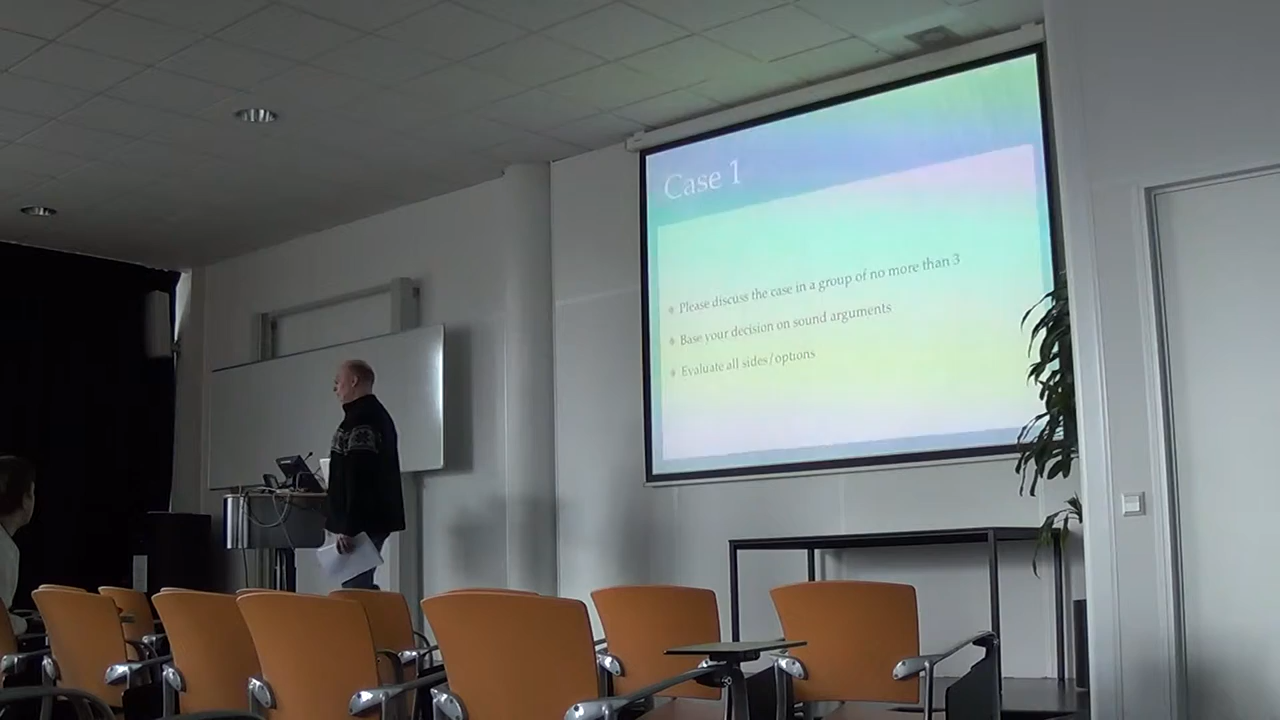 Case 1
Please discuss the case in a group of no more than 3
Base your decision on sound arguments
Evaluate all sides/options